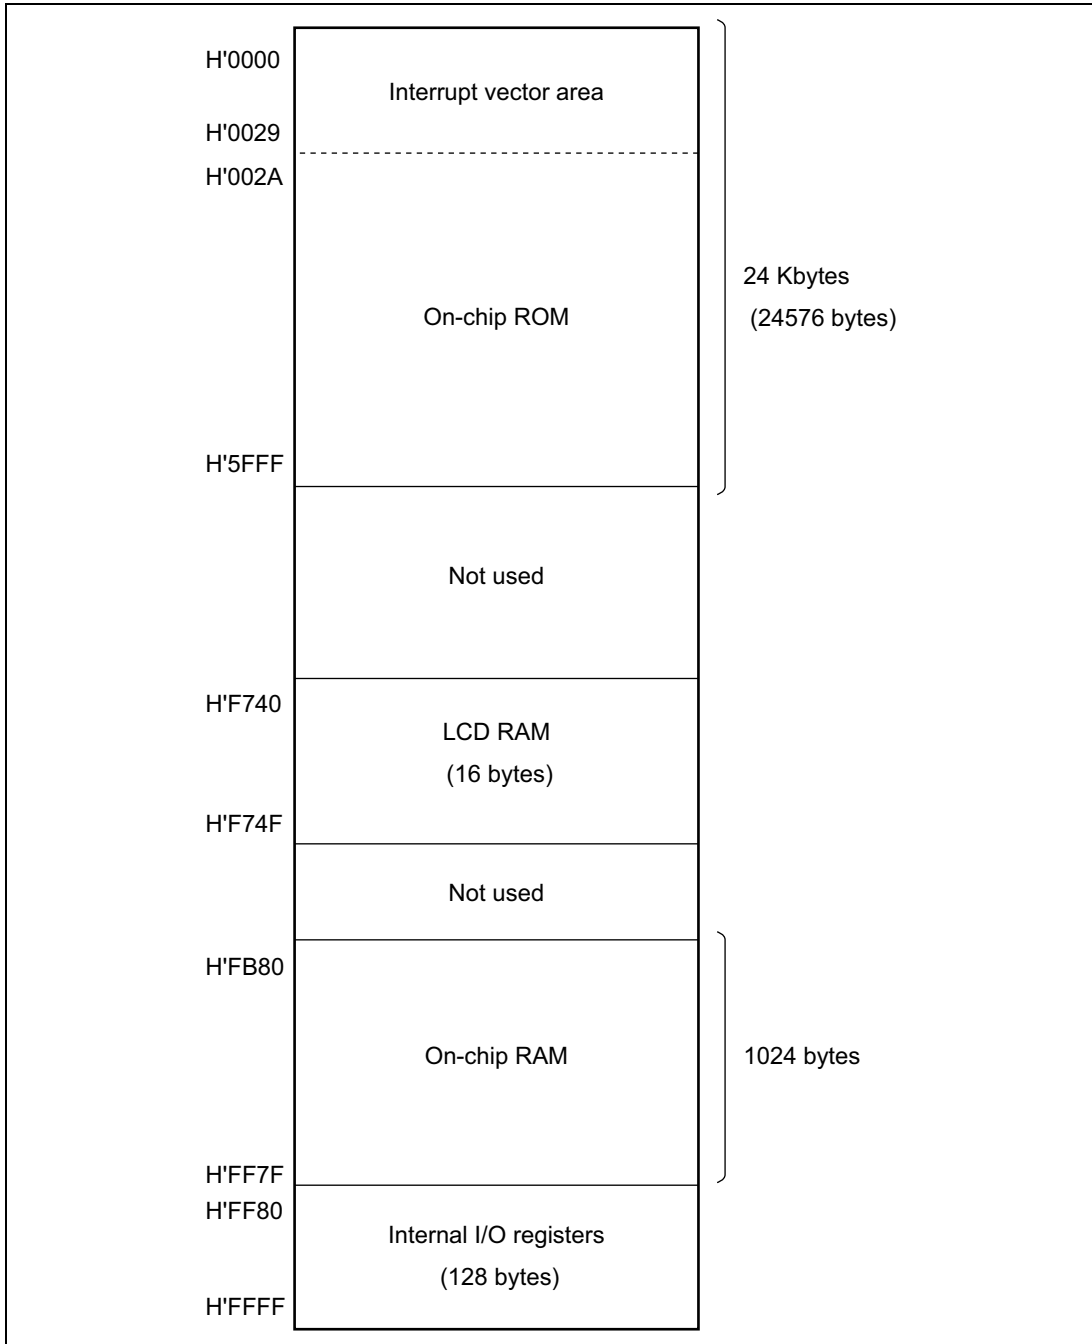 H'0000
Interrupt vector area
H'0029
H'002A
24 Kbytes
(24576 bytes)
On-chip ROM
H'5FFF
Not used
H'F740
LCD RAM
(16 bytes)
H'F74F
Not used
H'FB80
On-chip RAM
1024 bytes
H'FF7F
H'FF80
Internal I/O registers
(128 bytes)
H'FFFF